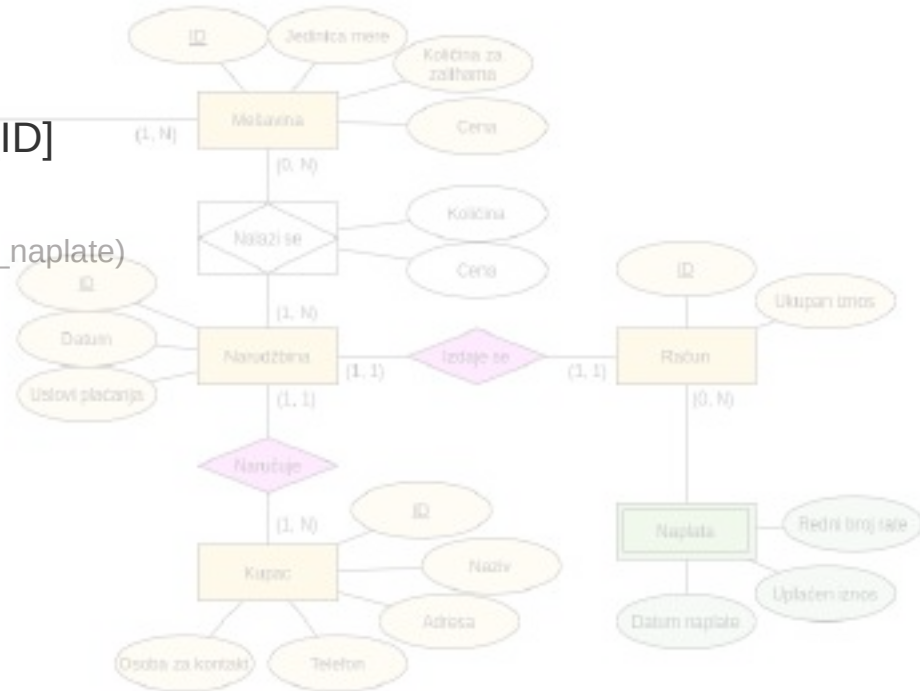 ID
Jedinica mere
Količina za
zalihama
Mešavina
Cena
(1, N)
ID]
(0, N)
Količina
Nalazi se
_naplate)
Cena
ID
ID
Ukupan iznos
(1, N)
Datum
Narudžbina
Izdaje se
Račun
(1, 1)
(1, 1)
Uslovi plaćanja
(1, 1)
(0, N)
Naručuje
ID
(1, N)
Redni broj rate
Naplata
Kupac
Naziv
Uplaćen iznos
Adresa
Datum naplate
Osoba za kontakt
Telefon